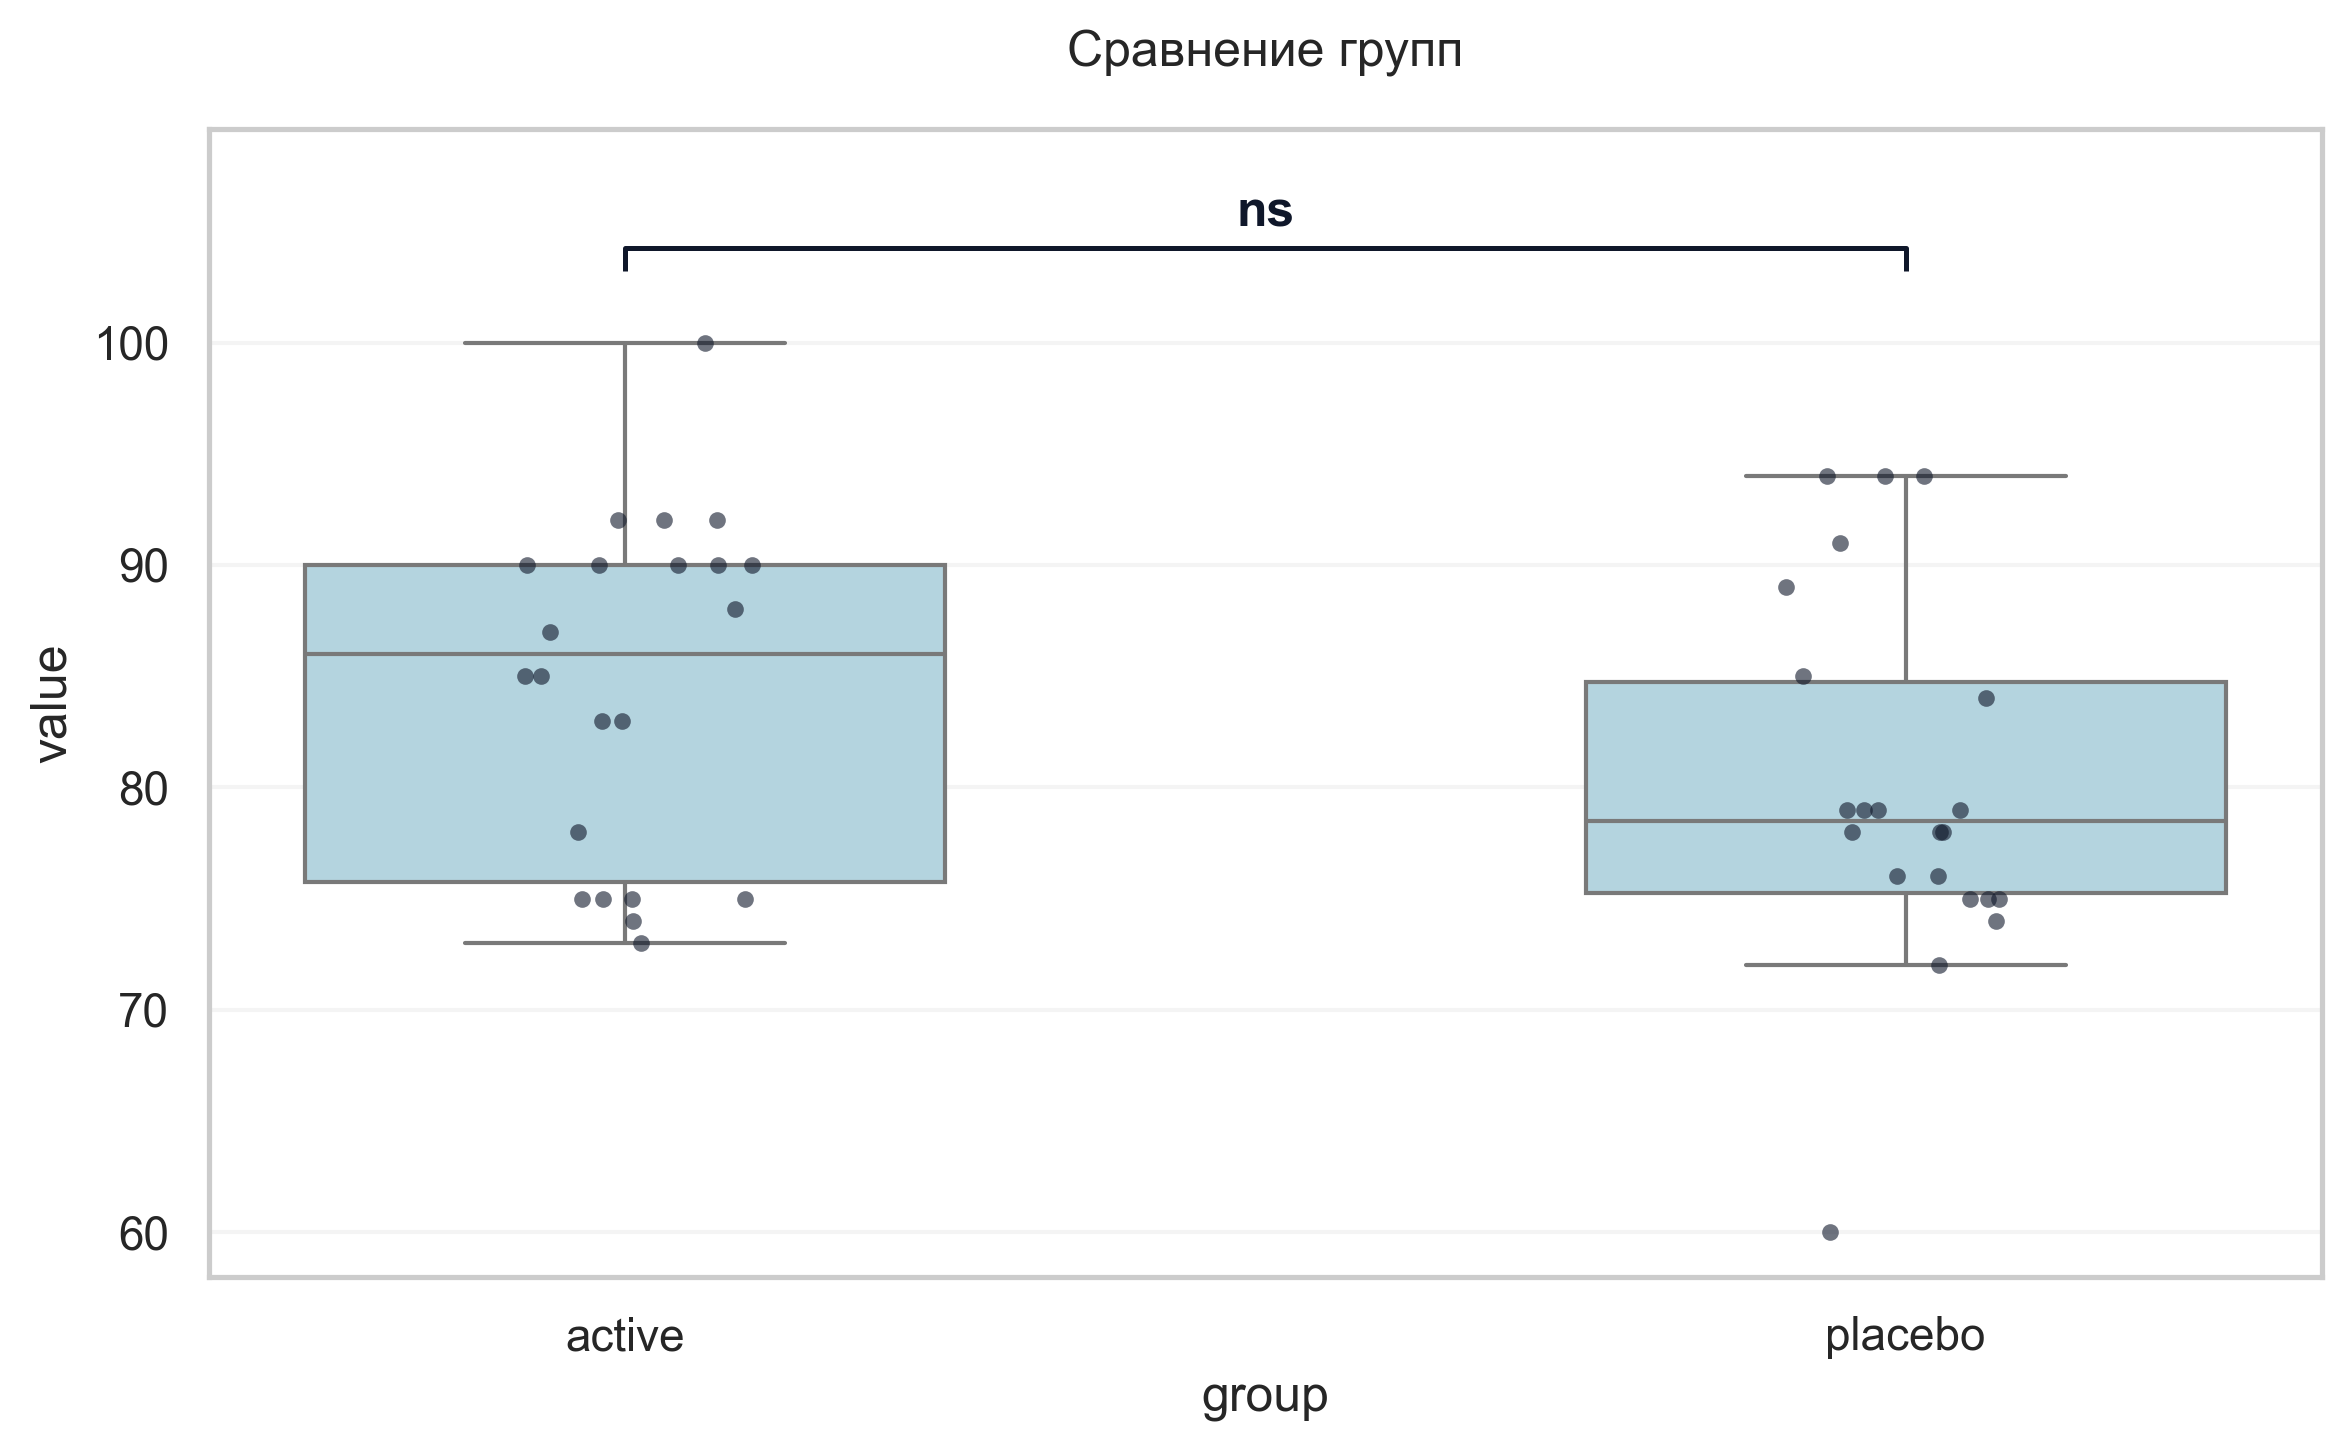 Сравнение групп
ns
100
90
80
70
60
value
active
placebo
group